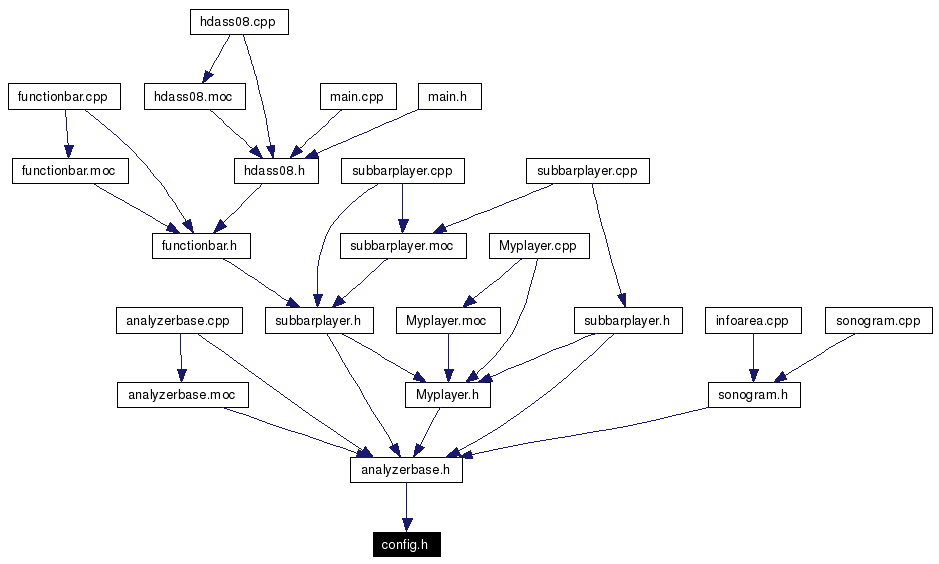 hdass08.cpp
functionbar.cpp
hdass08.moc
main.cpp
main.h
functionbar.moc
hdass08.h
subbarplayer.cpp
subbarplayer.cpp
functionbar.h
subbarplayer.moc
Myplayer.cpp
analyzerbase.cpp
subbarplayer.h
Myplayer.moc
subbarplayer.h
infoarea.cpp
sonogram.cpp
analyzerbase.moc
Myplayer.h
sonogram.h
analyzerbase.h
config.h